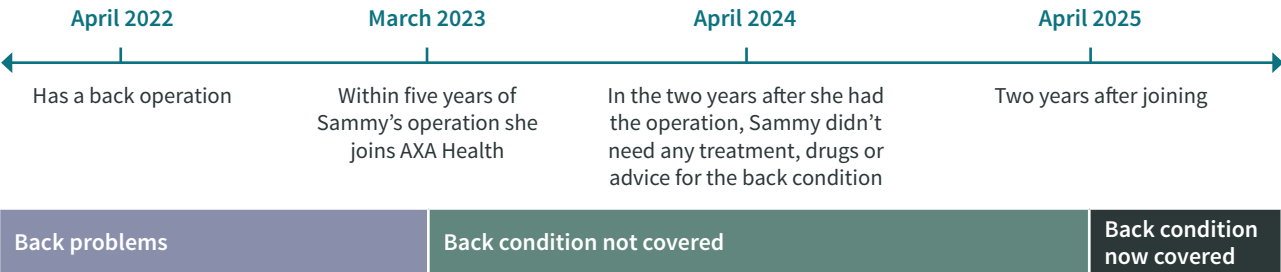 April 2022
March 2023
April 2024
April 2025
Has a back operation
Within five years of
Sammy’s operation she
joins AXA Health
In the two years after she had
the operation, Sammy didn’t
need any treatment, drugs or
advice for the back condition
Two years after joining
Back problems
Back condition not covered
Back condition
now covered